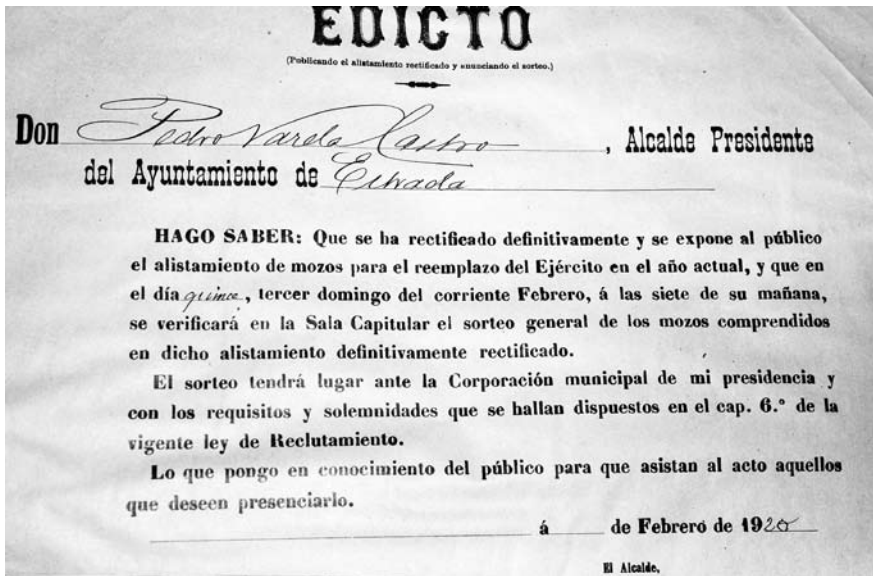 EDICTO
(Publicando el alistamiento rectificado y enunciando el sorteo.)
Don Pedro Varela Castro, Alcalde Presidente
del Ayuntamiento de Estrada
HAGO SABER: Que se ha rectificado definitivamente y se expone al público
el alistamiento de mozos para el reemplazo del Ejército en el año actual, y que en
el día quince, tercer domingo del corriente Febrero, á las siete de su mañana,
se verificará en la Sala Capitular el sorteo general de los mozos comprendidos
en dicho alistamiento definitivamente rectificado.
El sorteo tendrá lugar ante la Corporación municipal de mi presidencia y
con los requisitos y solemnidades que se hallan dispuestos en el cap. 6.º de la
vigente ley de Reclutamiento.
Lo que pongo en conocimiento del público para que asistan al acto aquellos
que deseen presenciarlo.
á de Febrero de 1920
El Alcalde,